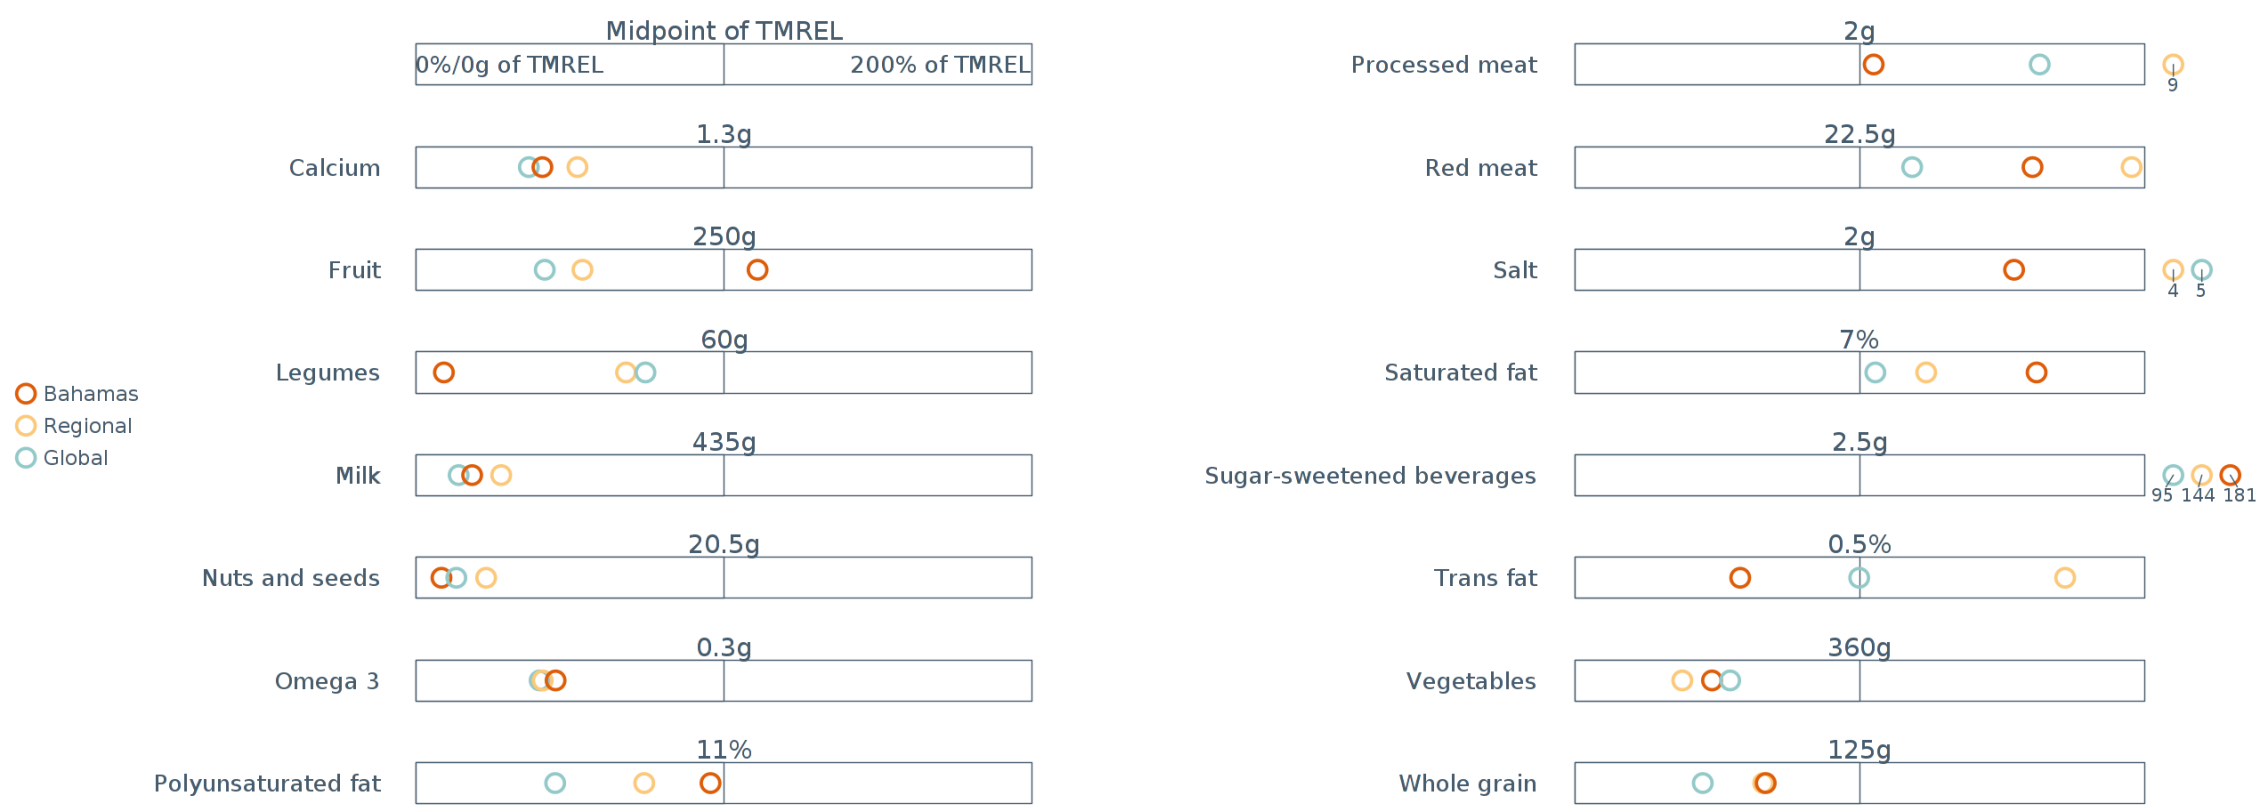 Midpoint of TMREL
0%/0g of TMREL 200% of TMREL
1.3g
Calcium
250g
Fruit
60g
Legumes
435g
Milk
20.5g
Nuts and seeds
0.3g
Omega 3
11%
Polyunsaturated fat
Bahamas
Regional
Global
2g
Processed meat
9
22.5g
Red meat
2g
Salt
4 5
7%
Saturated fat
2.5g
Sugar-sweetened beverages
95 144 181
0.5%
Trans fat
360g
Vegetables
125g
Whole grain